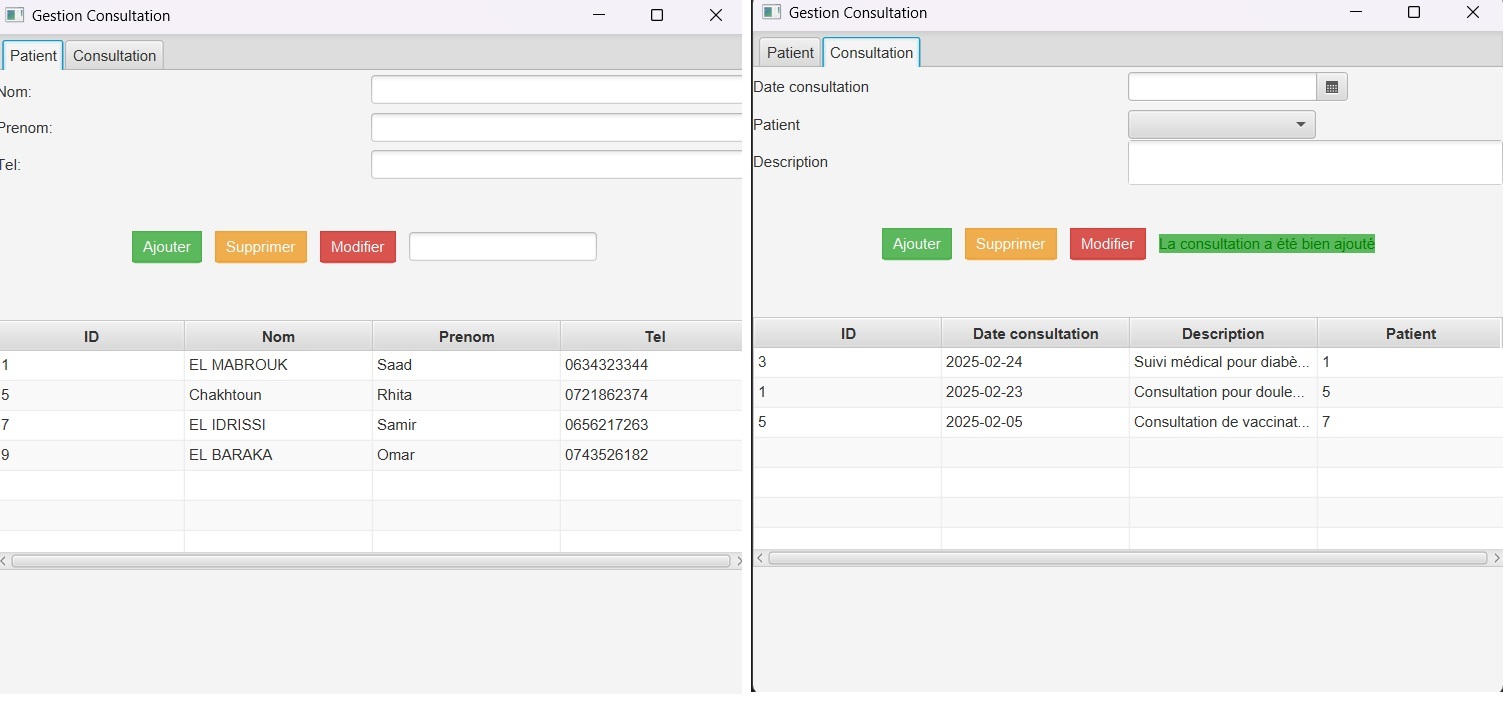 Gestion Consultation
Patient Consultation
Nom:
Prenom:
Tel:
Ajouter Supprimer Modifier
ID Nom Prenom Tel
1 EL MABROUK Saad 0634323344
5 Chakhtoun Rhita 0721862374
7 EL IDRISSI Samir 0656217263
9 EL BARAKA Omar 0743526182
Gestion Consultation
Patient Consultation
Date consultation
Patient
Description
Ajouter Supprimer Modifier La consultation a été bien ajouté
ID Date consultation Description Patient
3 2025-02-24 Suivi médical pour diabè... 1
1 2025-02-23 Consultation pour doule... 5
5 2025-02-05 Consultation de vaccinat... 7